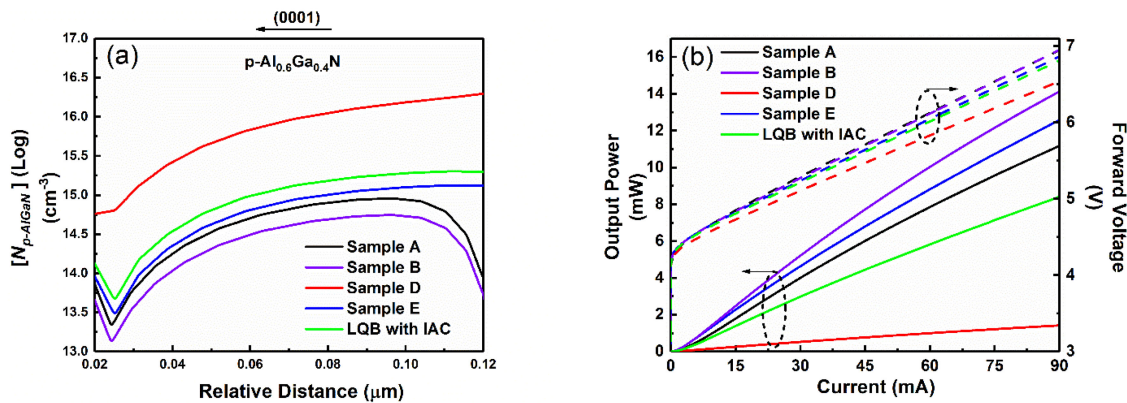 (0001)
(a)
p-Al0.6Ga0.4N
[Np-AlGaN] (Log)
(cm-3)
17.0
16.5
16.0
15.5
15.0
14.5
14.0
13.5
13.0
Sample A
Sample B
Sample D
Sample E
LQB with IAC
0.02 0.04 0.06 0.08 0.10 0.12
Relative Distance (μm)
(b)
Sample A
Sample B
Sample D
Sample E
LQB with IAC
Output Power
(mW)
16
14
12
10
8
6
4
2
0
7
6
5
4
3
Forward Voltage
(V)
0 15 30 45 60 75 90
Current (mA)